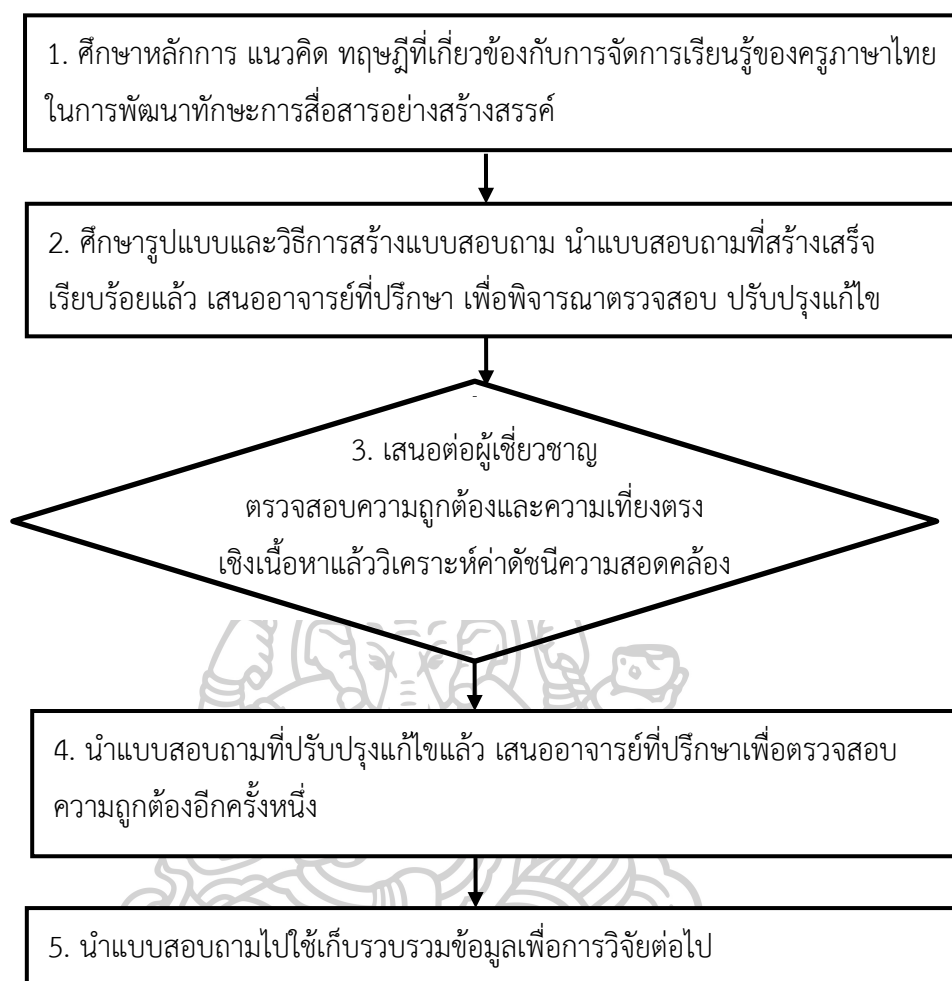 1. ศึกษาหลักการ แนวคิด ทฤษฎีที่เกี่ยวข้องกับการจัดการเรียนรู้ของครูภาษาไทย
ในการพัฒนาทักษะการสื่อสารอย่างสร้างสรรค์
2. ศึกษารูปแบบและวิธีการสร้างแบบสอบถาม นำแบบสอบถามที่สร้างเสร็จ
เรียบร้อยแล้ว เสนออาจารย์ที่ปรึกษา เพื่อพิจารณาตรวจสอบ ปรับปรุงแก้ไข
3. เสนอต่อผู้เชี่ยวชาญ
ตรวจสอบความถูกต้องและความเที่ยงตรง
เชิงเนื้อหาแล้ววิเคราะห์ค่าดัชนีความสอดคล้อง
4. นำแบบสอบถามที่ปรับปรุงแก้ไขแล้ว เสนออาจารย์ที่ปรึกษาเพื่อตรวจสอบ
ความถูกต้องอีกครั้งหนึ่ง
5. นำแบบสอบถามไปใช้เก็บรวบรวมข้อมูลเพื่อการวิจัยต่อไป